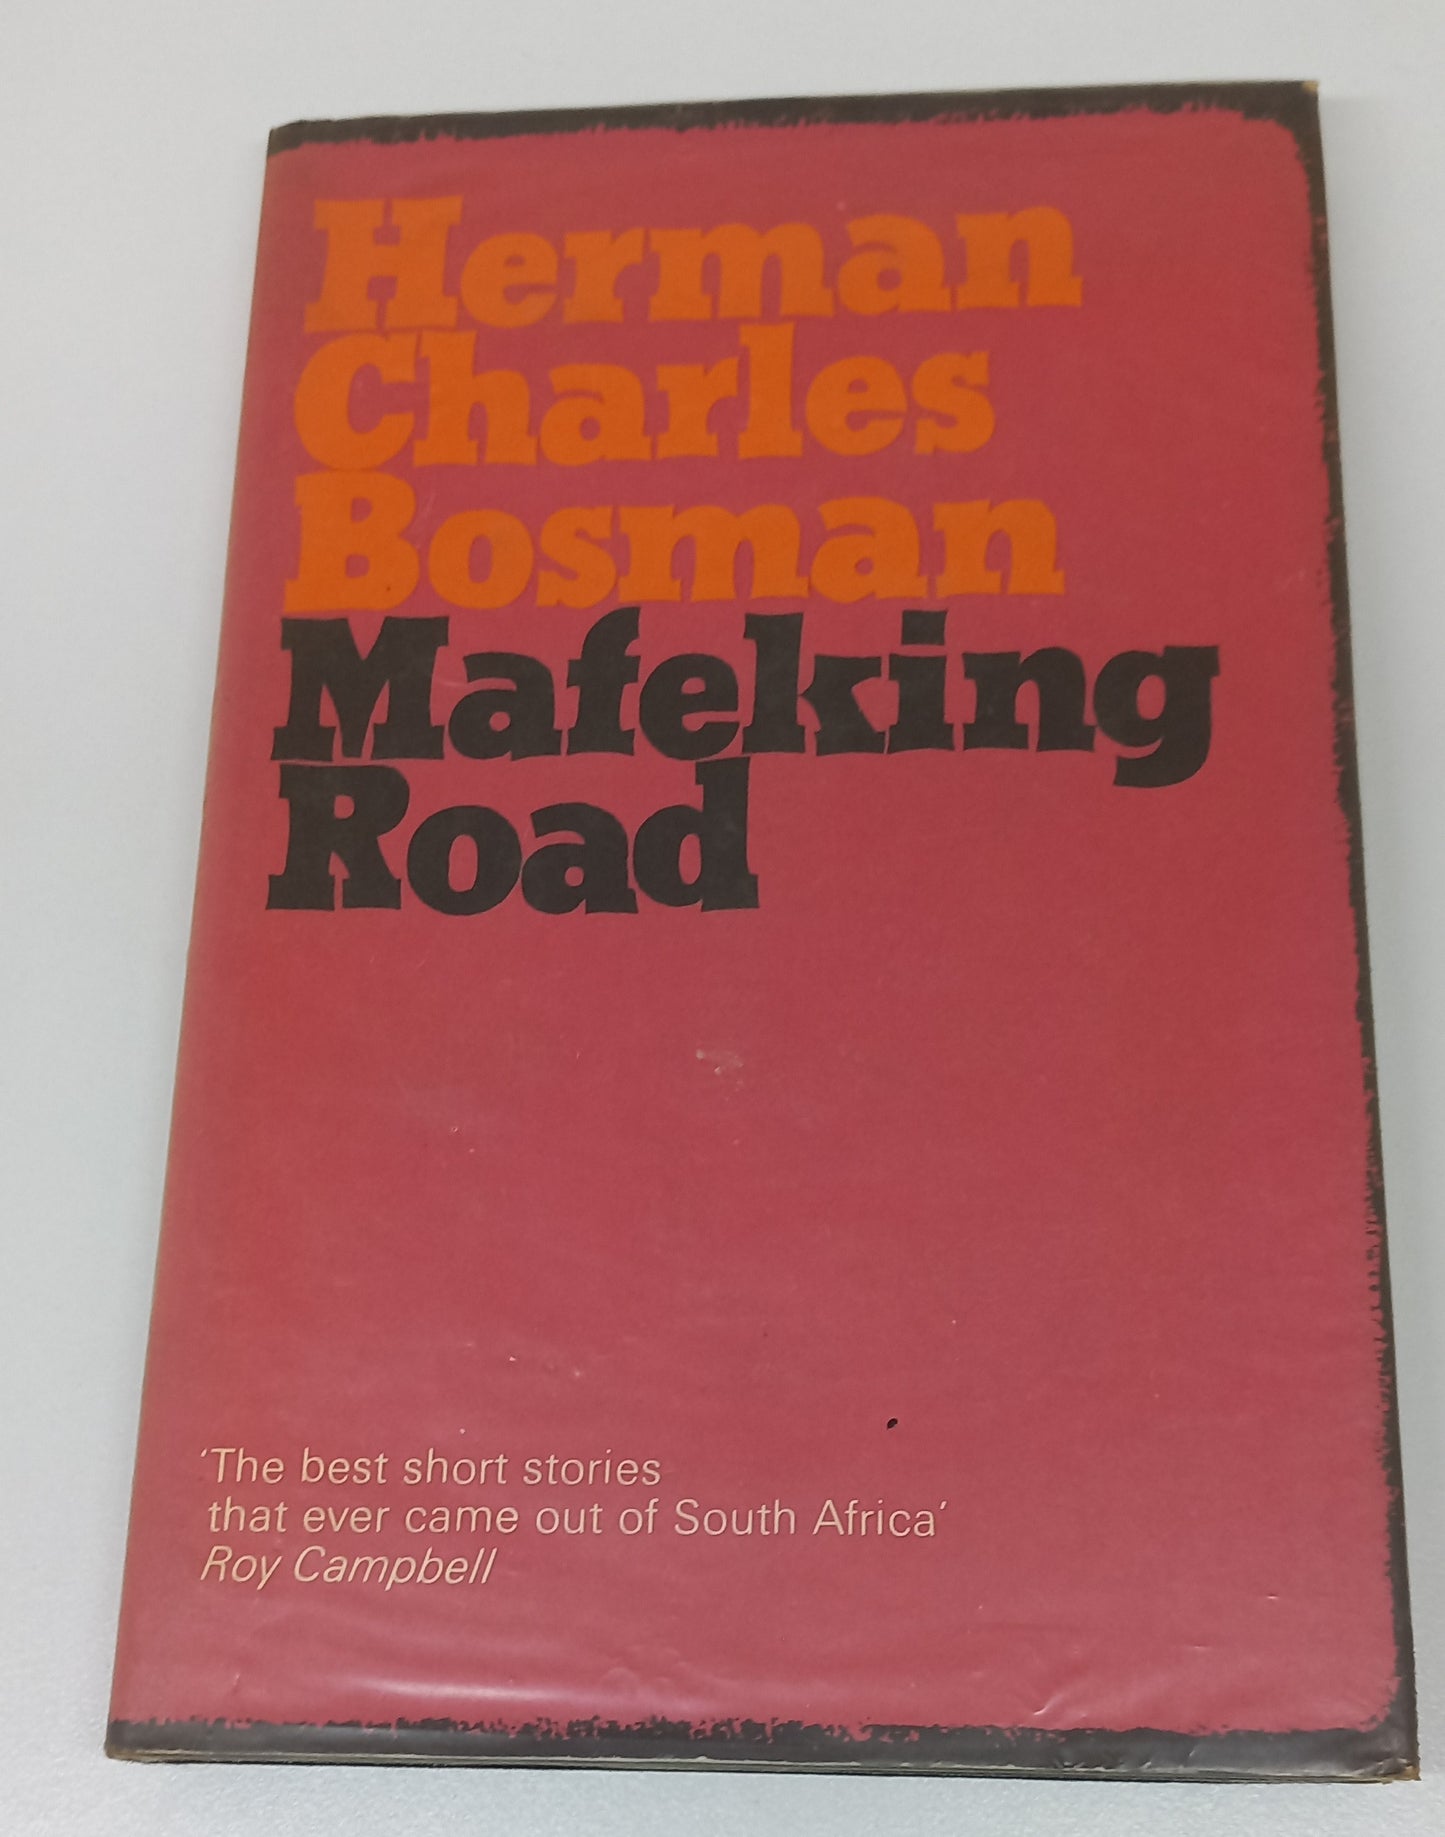 Herman
Charles
Bosman
Mafeking
Road
‘The best short stories
that ever came out of South Africa’
Roy Campbell